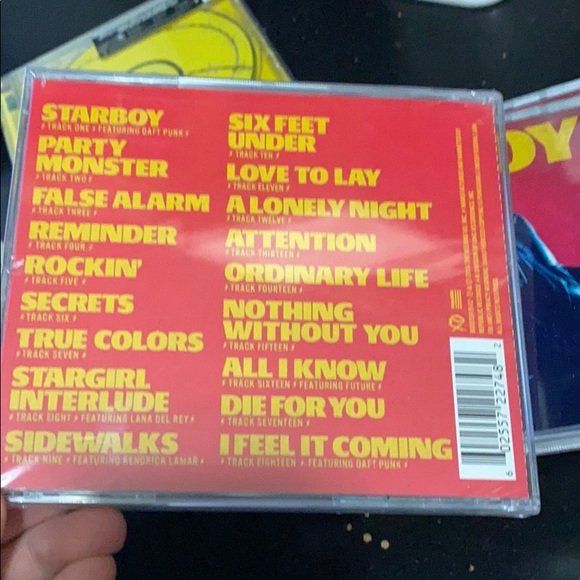 STARBOY
TRACK ONE • FEATURING DAFT PUNK
PARTY
MONSTER
TRACK TWO
FALSE ALARM
TRACK THREE
REMINDER
TRACK FOUR
ROCKIN'
TRACK FIVE
SECRETS
TRACK SIX
TRUE COLORS
TRACK SEVEN
STARGIRL
INTERLUDE
TRACK EIGHT • FEATURING LANA DEL REY
SIDEWALKS
TRACK NINE • FEATURING KENDRICK LAMAR
SIX FEET
UNDER
TRACK TEN
LOVE TO LAY
TRACK ELEVEN
A LONELY NIGHT
TRACK TWELVE
ATTENTION
TRACK THIRTEEN
ORDINARY LIFE
TRACK FOURTEEN
NOTHING
WITHOUT YOU
TRACK FIFTEEN
ALL I KNOW
TRACK SIXTEEN • FEATURING FUTURE
DIE FOR YOU
TRACK SEVENTEEN
I FEEL IT COMING
TRACK EIGHTEEN • FEATURING DAFT PUNK
6 02557 22748 2
OY